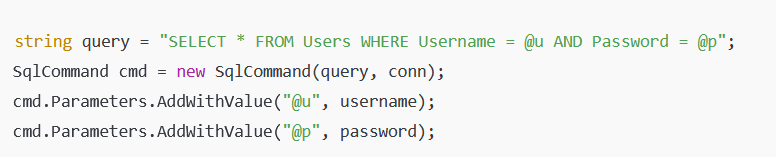 string query = "SELECT * FROM Users WHERE Username = @u AND Password = @p";
SqlCommand cmd = new SqlCommand(query, conn);
cmd.Parameters.AddWithValue("@u", username);
cmd.Parameters.AddWithValue("@p", password);